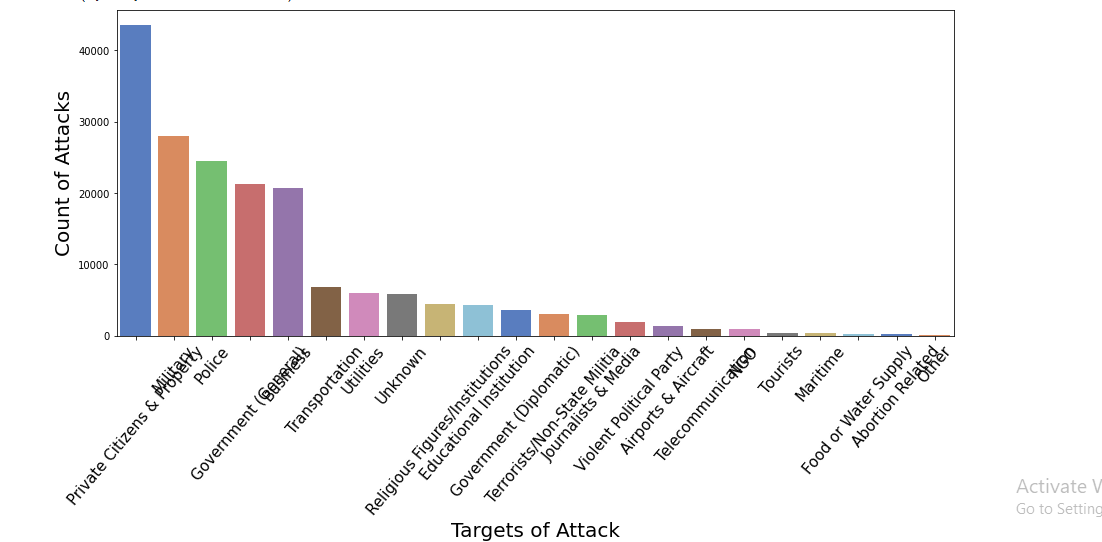 40000
30000
20000
10000
0
Count of Attacks
Private Citizens & Property
Military
Police
Government (General)
Business
Transportation
Utilities
Unknown
Religious Figures/Institutions
Educational Institution
Government (Diplomatic)
Terrorists/Non-State Militia
Journalists & Media
Violent Political Party
Airports & Aircraft
Telecommunication
NGO
Tourists
Maritime
Food or Water Supply
Abortion Related
Other
Targets of Attack
Activate
Go to Setting